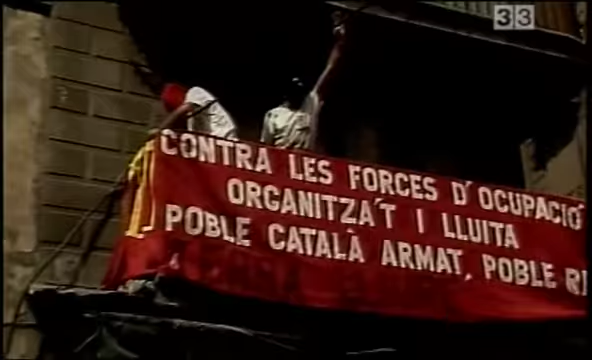 33
CONTRA LES FORCES D'OCUPACIÓ
ORGANITZA'T I LLUITA
POBLE CATALÀ ARMAT, POBLE